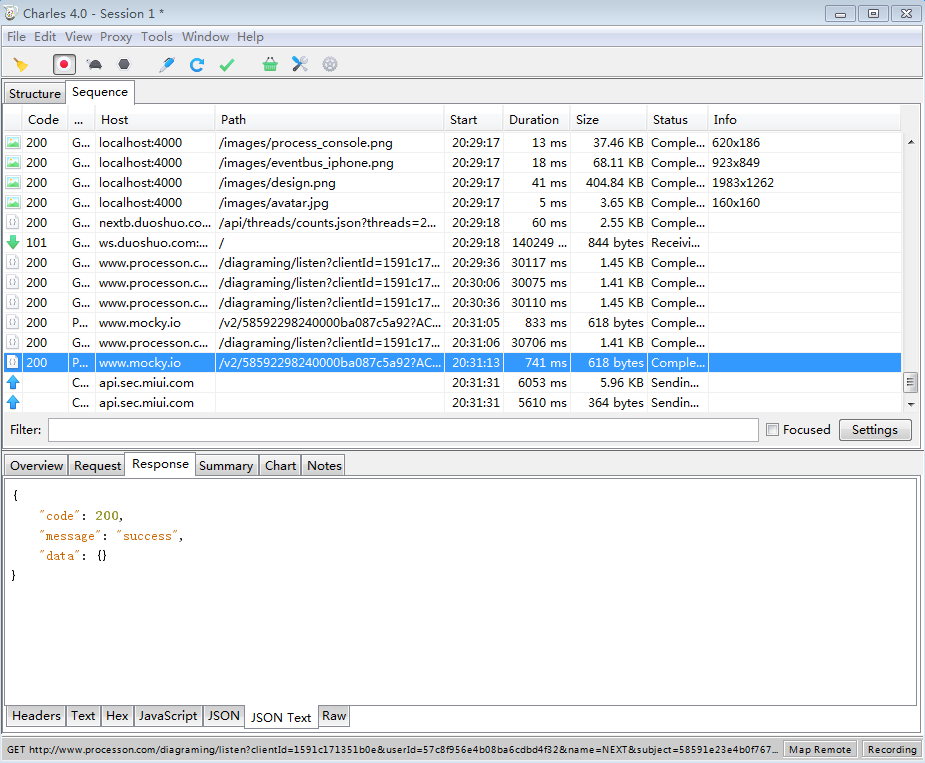 Charles 4.0 - Session 1 *
File Edit View Proxy Tools Window Help
Structure Sequence
Code ... Host Path Start Duration Size Status Info
200 G... localhost:4000 /images/process_console.png 20:29:17 13 ms 37.46 KB Comple... 620x186
200 G... localhost:4000 /images/eventbus_iphone.png 20:29:17 18 ms 68.11 KB Comple... 923x849
200 G... localhost:4000 /images/design.png 20:29:17 41 ms 404.84 KB Comple... 1983x1262
200 G... localhost:4000 /images/avatar.jpg 20:29:17 5 ms 3.65 KB Comple... 160x160
200 G... nextb.duoshuo.co... /api/threads/counts.json?threads=2... 20:29:18 60 ms 2.55 KB Comple...
101 G... ws.duoshuo.com:... / 20:29:18 140249 ... 844 bytes Receivi...
200 G... www.processon.c... /diagraming/listen?clientId=1591c17... 20:29:36 30117 ms 1.45 KB Comple...
200 G... www.processon.c... /diagraming/listen?clientId=1591c17... 20:30:06 30075 ms 1.41 KB Comple...
200 G... www.processon.c... /diagraming/listen?clientId=1591c17... 20:30:36 30110 ms 1.45 KB Comple...
200 P... www.mocky.io /v2/58592298240000ba087c5a92?AC... 20:31:05 833 ms 618 bytes Comple...
200 G... www.processon.c... /diagraming/listen?clientId=1591c17... 20:31:06 30706 ms 1.41 KB Comple...
200 P... www.mocky.io /v2/58592298240000ba087c5a92?AC... 20:31:13 741 ms 618 bytes Comple...
C... api.sec.miui.com 20:31:31 6053 ms 5.96 KB Sendin...
C... api.sec.miui.com 20:31:31 5610 ms 364 bytes Sendin...
Filter: Focused Settings
Overview Request Response Summary Chart Notes
{
"code": 200,
"message": "success",
"data": {}
}
Headers Text Hex JavaScript JSON JSON Text Raw
GET http://www.processon.com/diagraming/listen?clientId=1591c171351b0e&userId=57c8f956e4b08ba6cdbd4f32&name=NEXT&subject=58591e23e4b0f767... Map Remote Recording